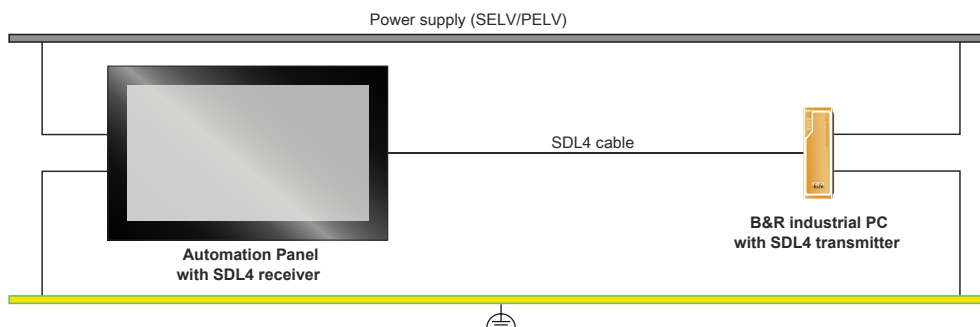 Power supply (SELV/PELV)
SDL4 cable
Automation Panel
with SDL4 receiver
B&R industrial PC
with SDL4 transmitter